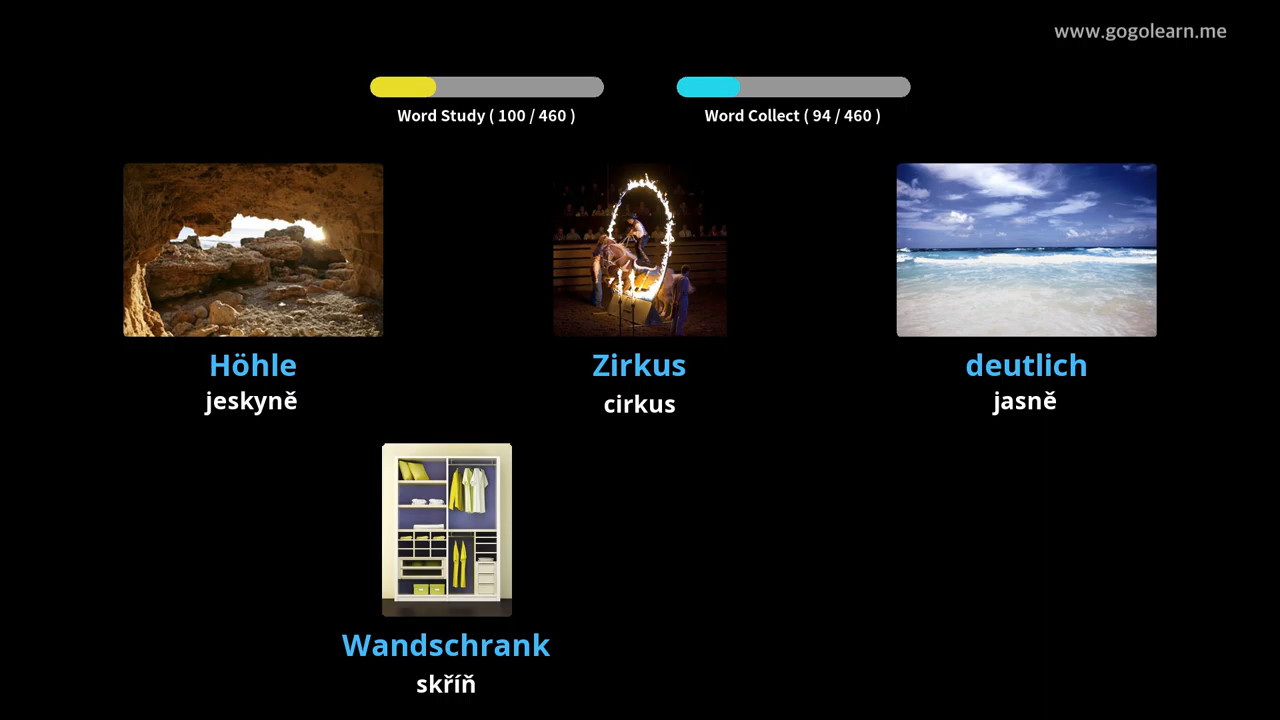 www.gogolearn.me
Word Study ( 100 / 460 )
Word Collect ( 94 / 460 )
Höhle
jeskyně
Zirkus
cirkus
deutlich
jasně
Wandschrank
skříň